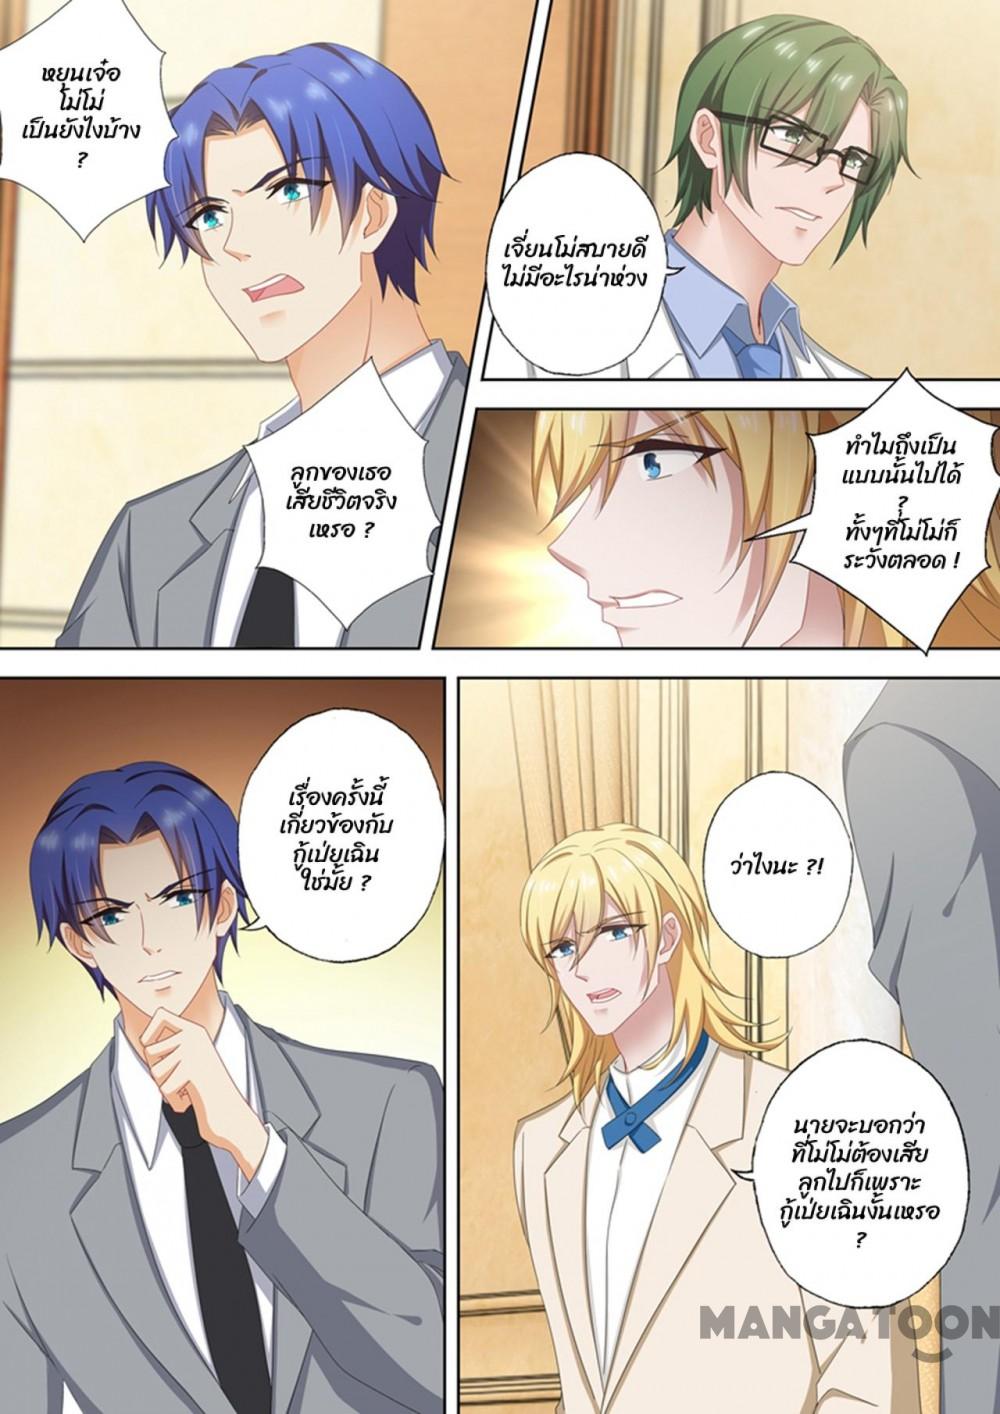 หยุนเจ๋อ
โม่โม่
เป็นยังไงบ้าง
?
ลูกของเธอ
เสียชีวิตจริง
เหรอ ?
เจี่ยนโม่สบายดี
ไม่มีอะไรน่าห่วง
ทำไมถึงเป็น
แบบนั้นไปได้
?
ทั้งๆที่โม่โม่ก็
ระวังตลอด !
เรื่องครั้งนี้
เกี่ยวข้องกับ
กู้เป่ยเฉิน
ใช่มั้ย ?
ว่าไงนะ ?!
นายจะบอกว่า
ที่โม่โม่ต้องเสีย
ลูกไปก็เพราะ
กู้เป่ยเฉินงั้นเหรอ
?
MANGATOON